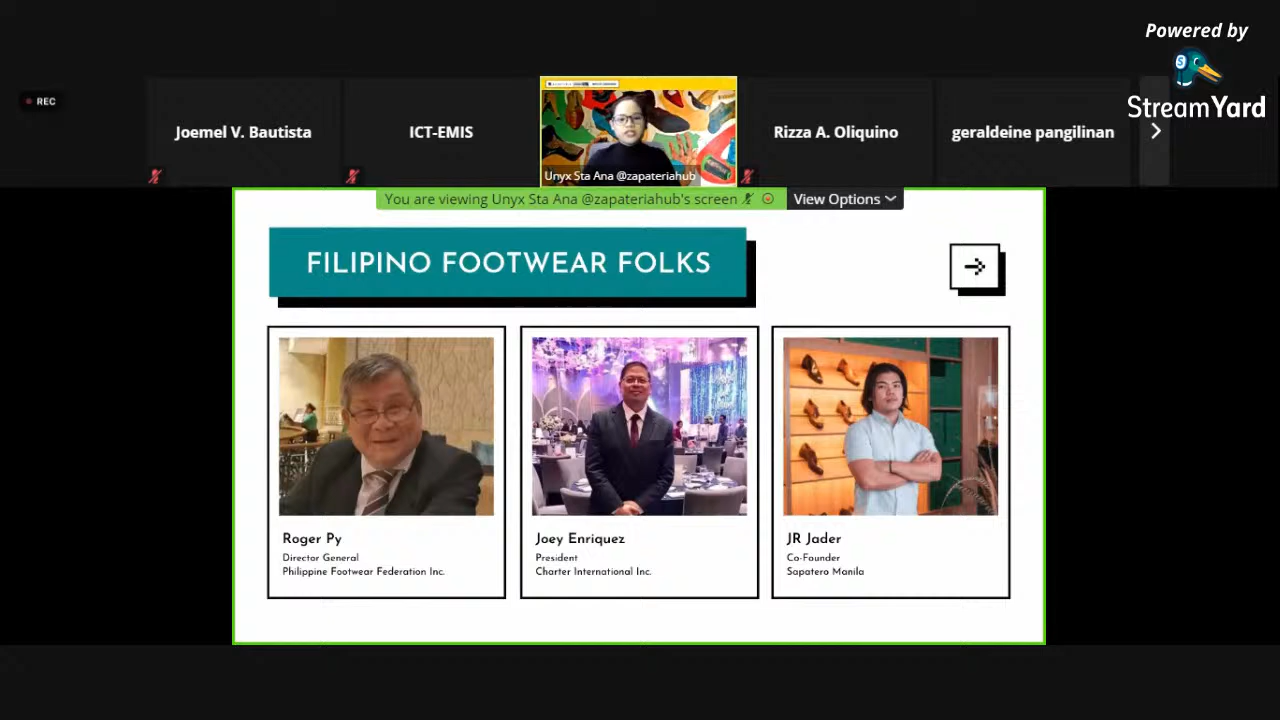 Powered by
StreamYard
REC
Joemel V. Bautista
ICT-EMIS
Unyx Sta Ana @zapateriahub
Rizza A. Oliquino
geraldeine pangilinan
You are viewing Unyx Sta Ana @zapateriahub's screen
View Options
FILIPINO FOOTWEAR FOLKS
Roger Py
Director General
Philippine Footwear Federation Inc.
Joey Enriquez
President
Charter International Inc.
JR Jader
Co-Founder
Sapatero Manila